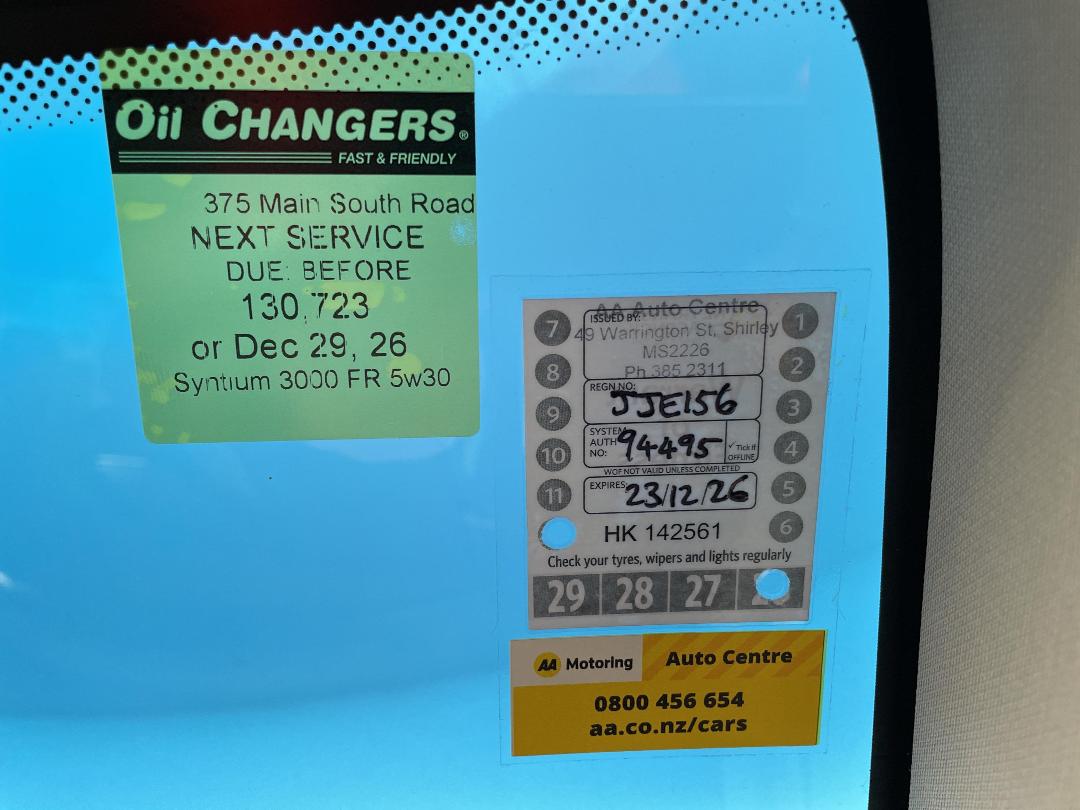 Oil CHANGERS®
FAST & FRIENDLY
375 Main South Road
NEXT SERVICE
DUE: BEFORE
130,723
or Dec 29, 26
Syntium 3000 FR 5w30
AA Auto Centre
ISSUED BY:
49 Warrington St, Shirley
MS2226
Ph 385 2311
REGN NO:
JJE156
SYSTEM AUTH NO: 94495 ✓ Tick if OFFLINE
WOF NOT VALID UNLESS COMPLETED
EXPIRES: 23/12/26
HK 142561
Check your tyres, wipers and lights regularly
7
8
9
10
11
1
2
3
4
5
6
29 28 27
AA Motoring Auto Centre
0800 456 654
aa.co.nz/cars